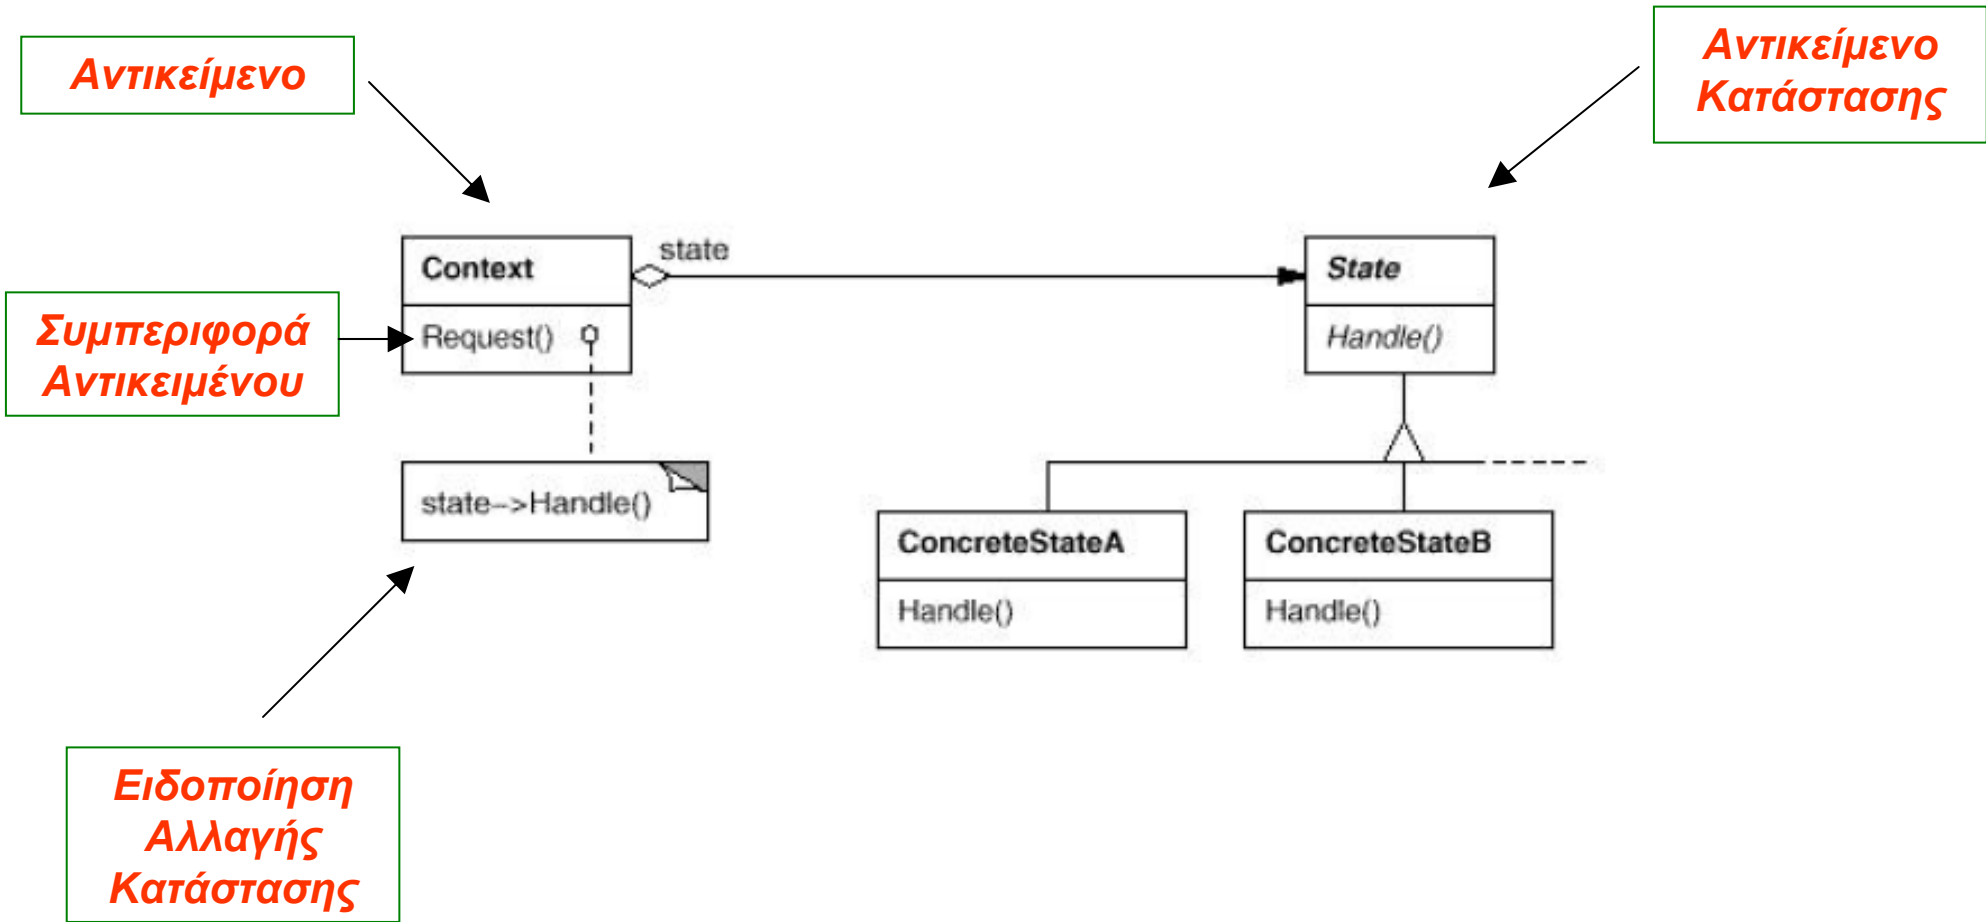 Αντικείμενο
Αντικείμενο
Κατάστασης
state
Context
State
Συμπεριφορά
Αντικειμένου
Request()
Handle()
state–>Handle()
ConcreteStateA
ConcreteStateB
Handle()
Handle()
Ειδοποίηση
Αλλαγής
Κατάστασης